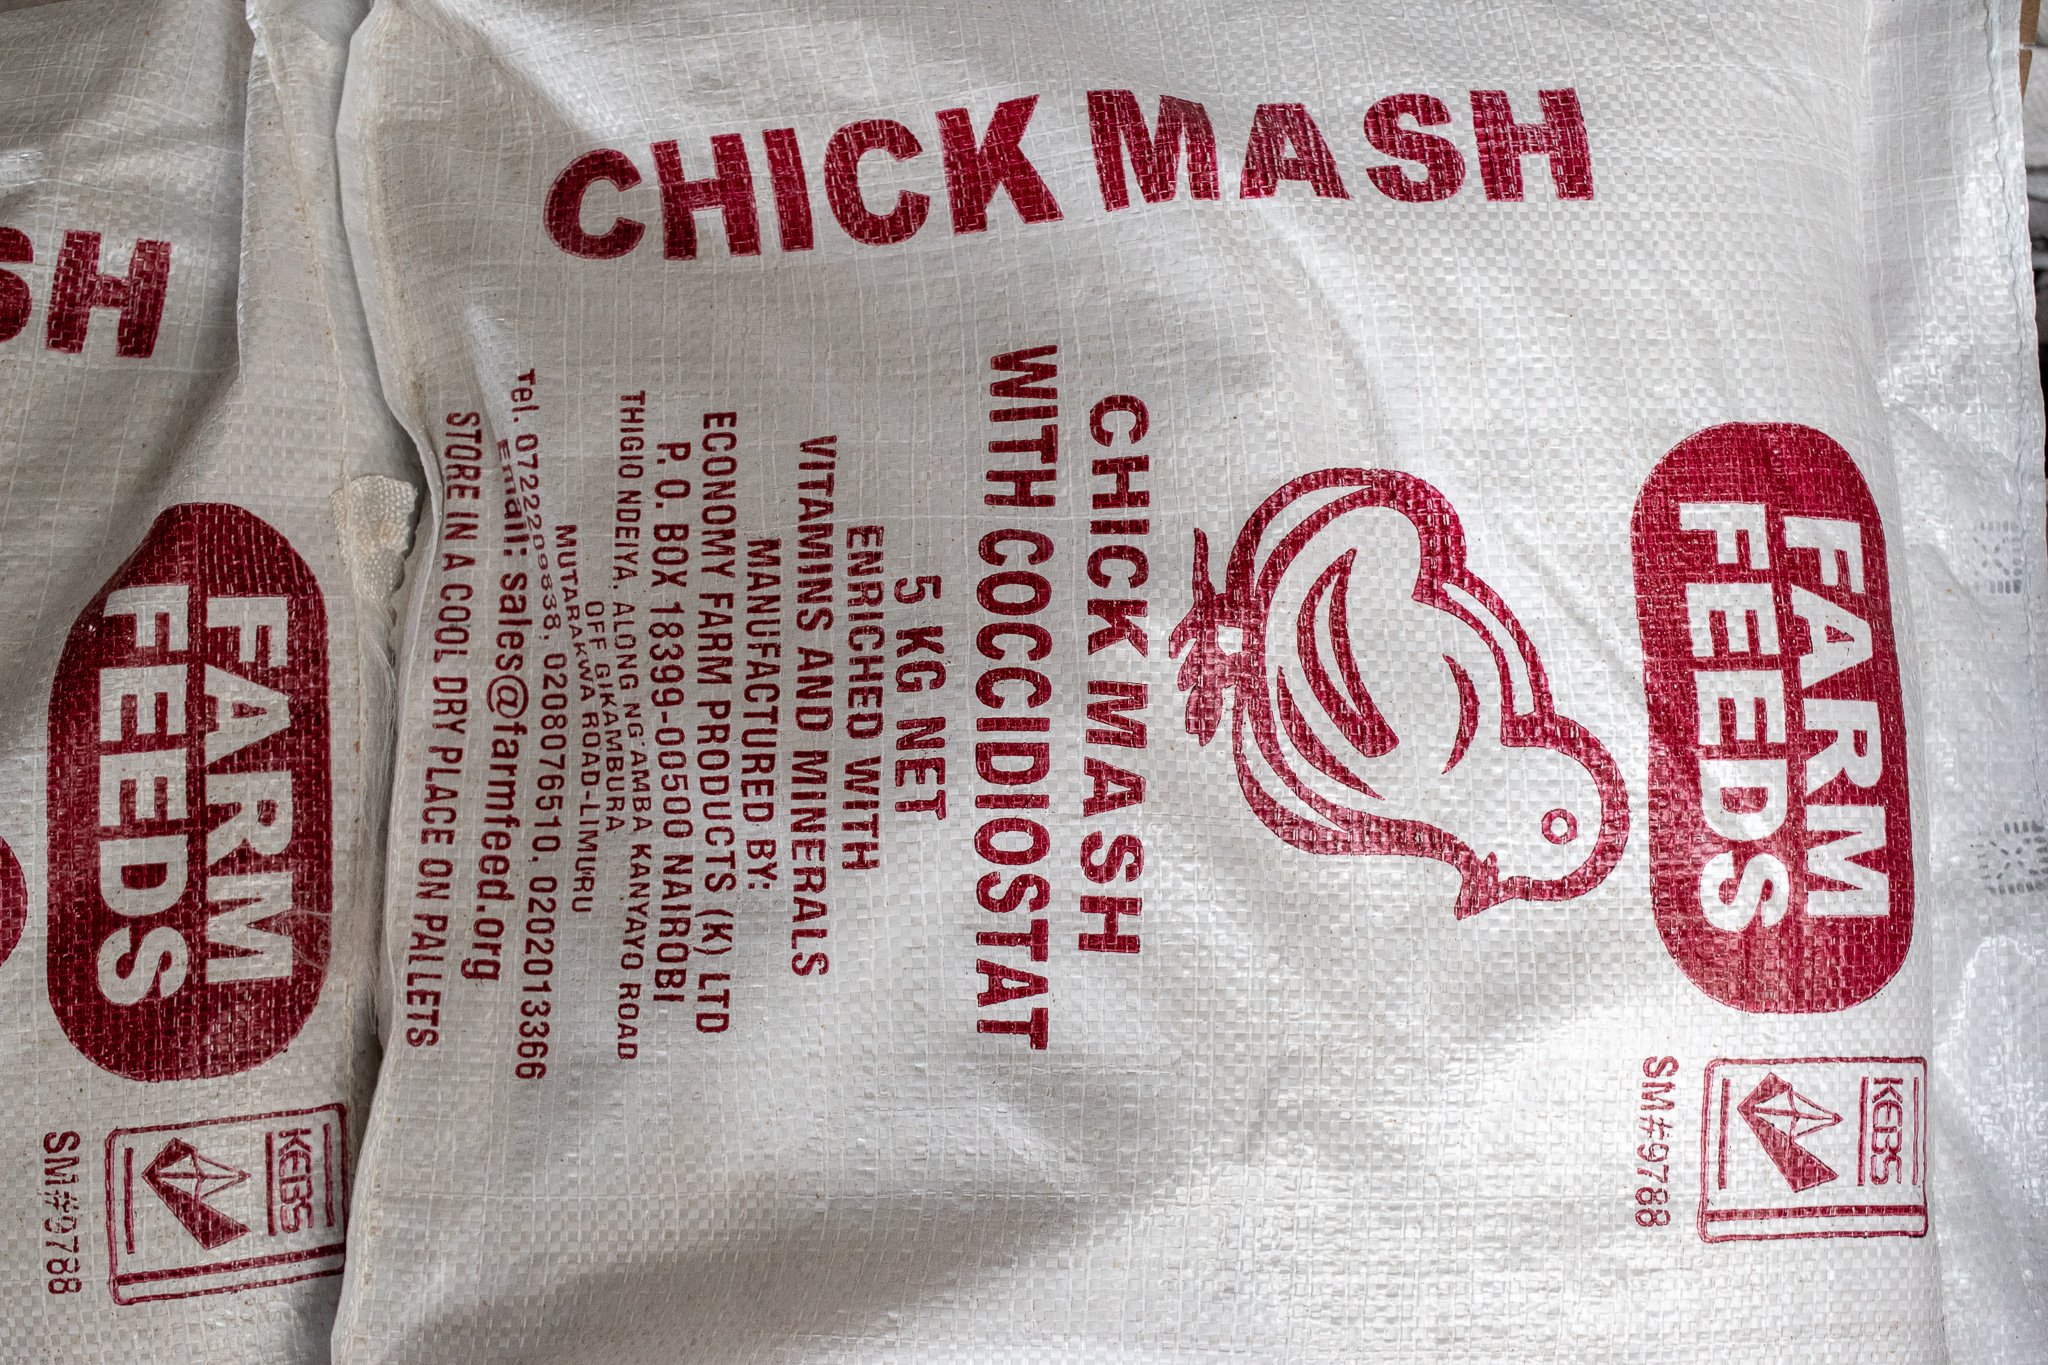 CHICK MASH
FARM
FEEDS
KEBS
SM#9788
CHICK MASH
WITH COCCIDIOSTAT
5 KG NET
ENRICHED WITH
VITAMINS AND MINERALS
MANUFACTURED BY:
ECONOMY FARM PRODUCTS (K) LTD
P.O. BOX 18399-00500 NAIROBI
THIGIO NDEIYA, ALONG NG'AMBA KANYAYO ROAD
OFF GIKAMBURA
MUTARAKWA ROAD-LIMURU
Tel. 0722209838, 0208076510, 0202013366
Email: sales@farmfeed.org
STORE IN A COOL DRY PLACE ON PALLETS
SH
FARM
FEEDS
KEBS
SM#9788